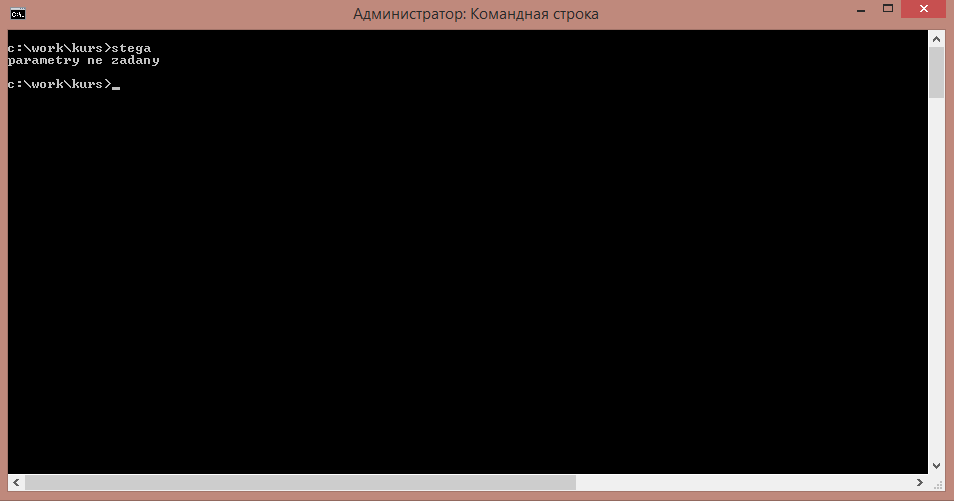 Администратор: Командная строка
c:\work\kurs>stega
parametry ne zadany
c:\work\kurs>